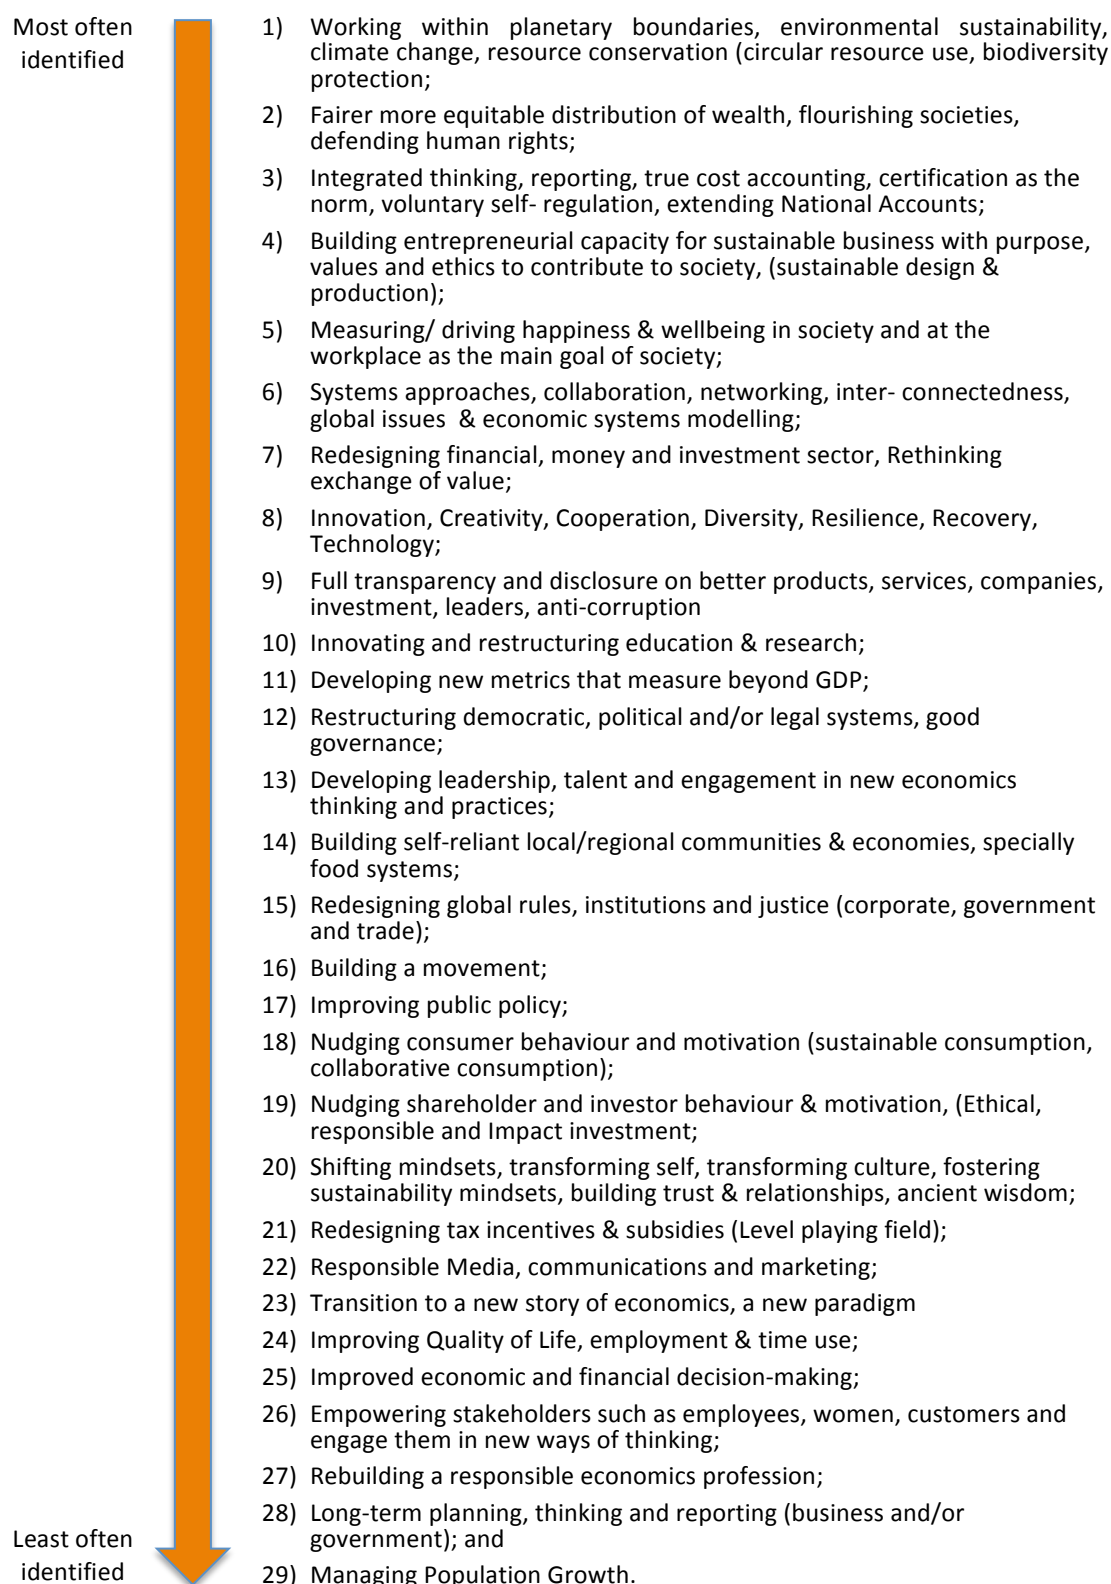 Most often
identified
1) Working within planetary boundaries, environmental sustainability,
climate change, resource conservation (circular resource use, biodiversity
protection;
2) Fairer more equitable distribution of wealth, flourishing societies,
defending human rights;
3) Integrated thinking, reporting, true cost accounting, certification as the
norm, voluntary self- regulation, extending National Accounts;
4) Building entrepreneurial capacity for sustainable business with purpose,
values and ethics to contribute to society, (sustainable design &
production);
5) Measuring/ driving happiness & wellbeing in society and at the
workplace as the main goal of society;
6) Systems approaches, collaboration, networking, inter- connectedness,
global issues & economic systems modelling;
7) Redesigning financial, money and investment sector, Rethinking
exchange of value;
8) Innovation, Creativity, Cooperation, Diversity, Resilience, Recovery,
Technology;
9) Full transparency and disclosure on better products, services, companies,
investment, leaders, anti-corruption
10) Innovating and restructuring education & research;
11) Developing new metrics that measure beyond GDP;
12) Restructuring democratic, political and/or legal systems, good
governance;
13) Developing leadership, talent and engagement in new economics
thinking and practices;
14) Building self-reliant local/regional communities & economies, specially
food systems;
15) Redesigning global rules, institutions and justice (corporate, government
and trade);
16) Building a movement;
17) Improving public policy;
18) Nudging consumer behaviour and motivation (sustainable consumption,
collaborative consumption);
19) Nudging shareholder and investor behaviour & motivation, (Ethical,
responsible and Impact investment;
20) Shifting mindsets, transforming self, transforming culture, fostering
sustainability mindsets, building trust & relationships, ancient wisdom;
21) Redesigning tax incentives & subsidies (Level playing field);
22) Responsible Media, communications and marketing;
23) Transition to a new story of economics, a new paradigm
24) Improving Quality of Life, employment & time use;
25) Improved economic and financial decision-making;
26) Empowering stakeholders such as employees, women, customers and
engage them in new ways of thinking;
27) Rebuilding a responsible economics profession;
28) Long-term planning, thinking and reporting (business and/or
government); and
29) Managing Population Growth.
Least often
identified